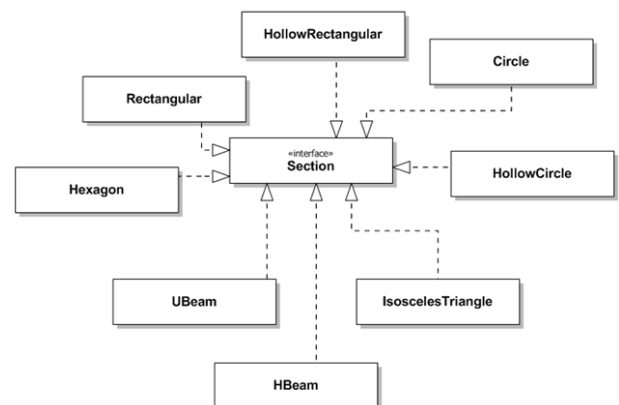 HollowRectangular
Circle
Rectangular
«interface»
Section
HollowCircle
Hexagon
UBeam
IsoscelesTriangle
HBeam